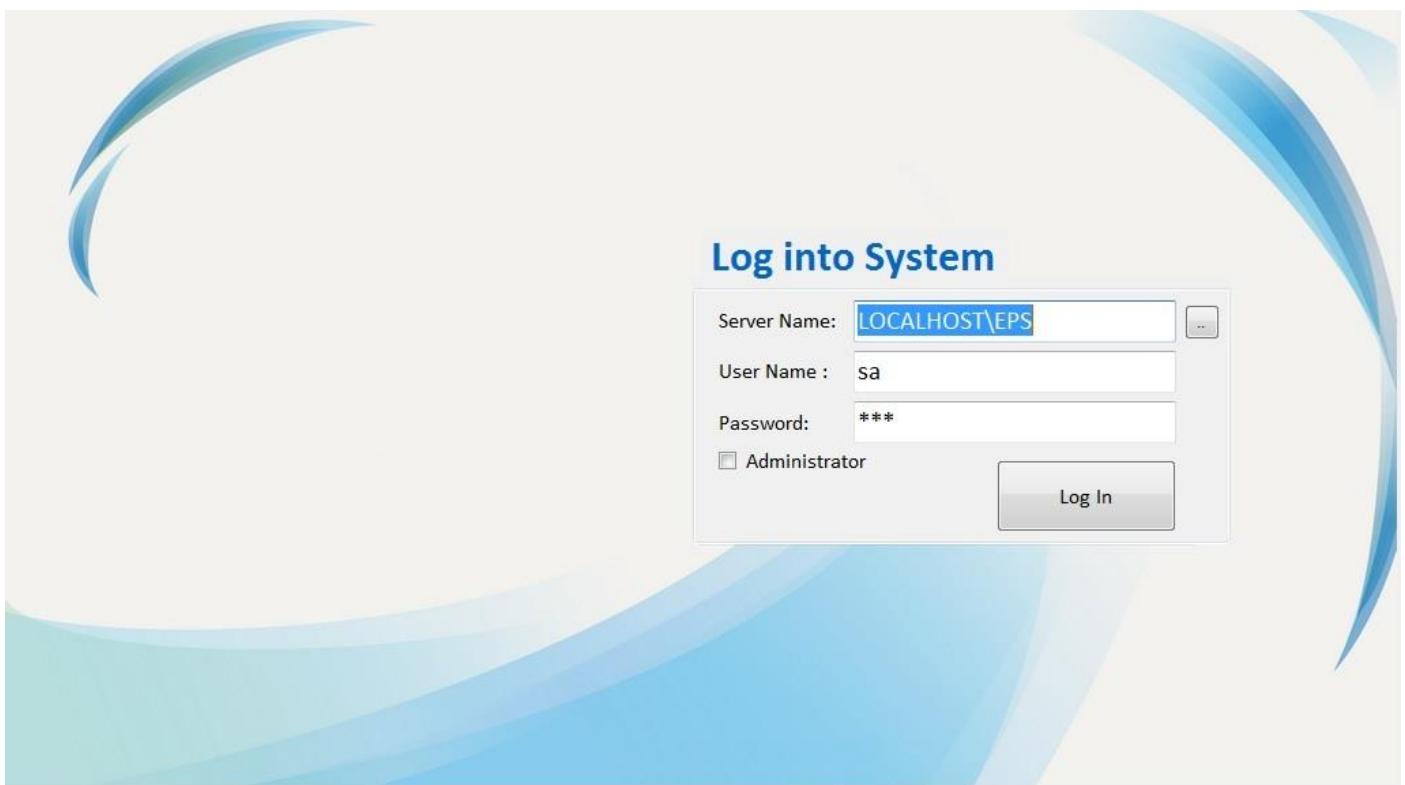 Log into System
Server Name: LOCALHOST\EPS ..
User Name : sa
Password: ***
Administrator
Log In